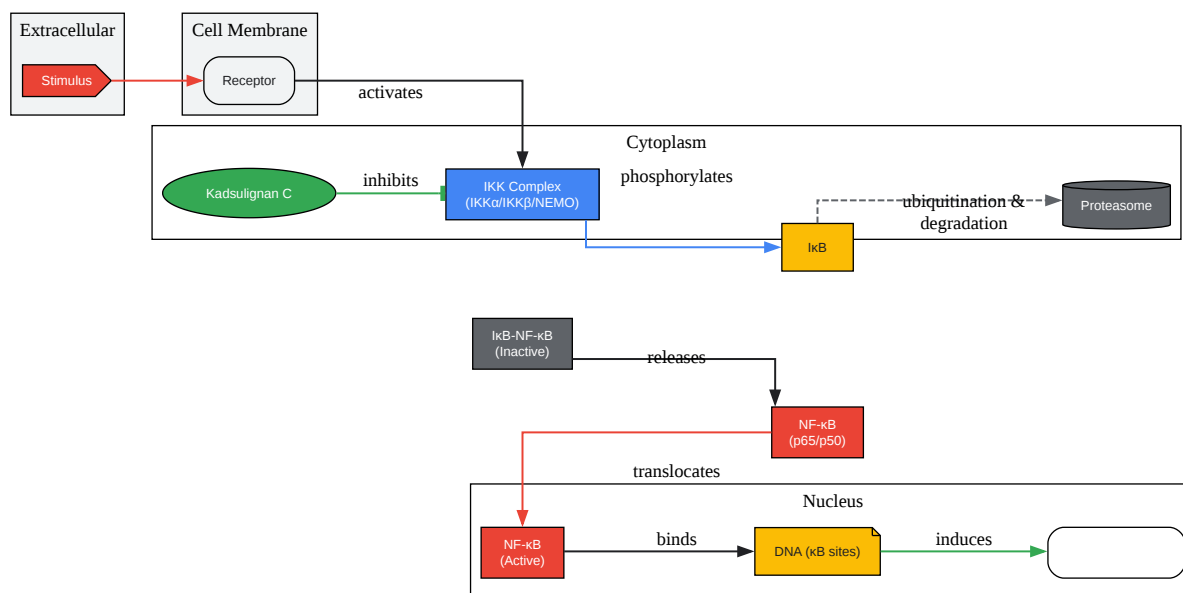 Extracellular
Cell Membrane
Stimulus
Receptor
activates
Cytoplasm
Kadsulignan C
inhibits
IKK Complex
(IKKα/IKKβ/NEMO)
phosphorylates
ubiquitination &
degradation
Proteasome
IκB
IκB-NF-κB
(Inactive)
releases
NF-κB
(p65/p50)
translocates
Nucleus
NF-κB
(Active)
binds
DNA (κB sites)
induces